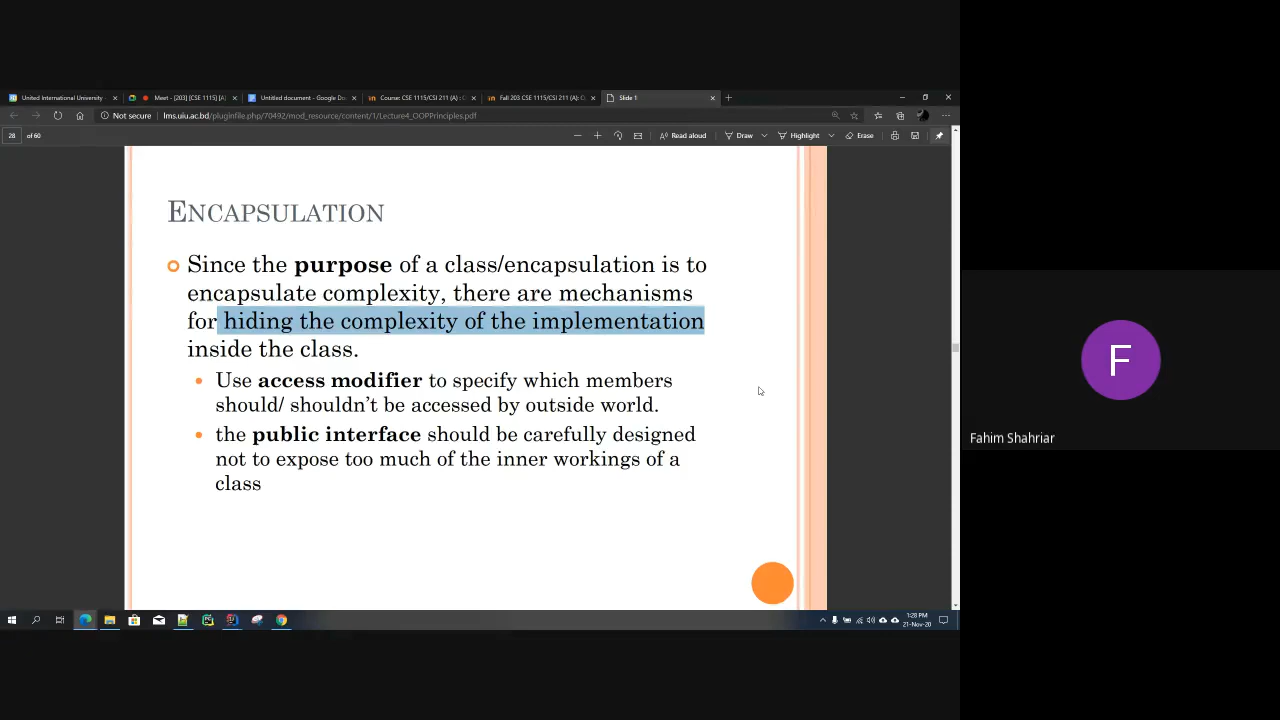 United International University
Meet - [203] [CSE 1115] [A]
Untitled document - Google Do
Course: CSE 1115/CSI 211 (A) : O
Fall 203 CSE 1115/CSI 211 (A): O
Slide 1
Not secure
lms.uiu.ac.bd/pluginfile.php/70492/mod_resource/content/1/Lecture4_OOPPrinciples.pdf
28 of 60
Read aloud
Draw
Highlight
Erase
ENCAPSULATION
Since the purpose of a class/encapsulation is to
encapsulate complexity, there are mechanisms
for hiding the complexity of the implementation
inside the class.
Use access modifier to specify which members
should/ shouldn't be accessed by outside world.
the public interface should be carefully designed
not to expose too much of the inner workings of a
class
F
Fahim Shahriar
1:28 PM
21-Nov-20